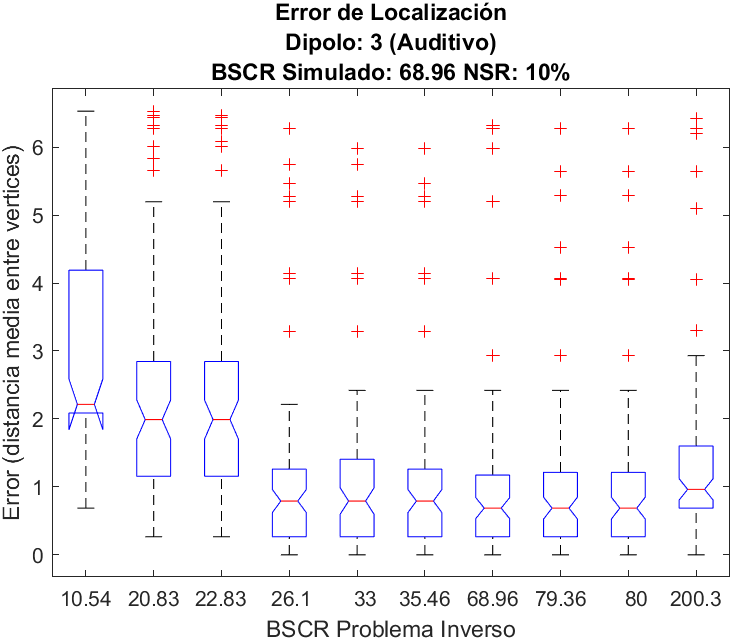 Error de Localización
Dipolo: 3 (Auditivo)
BSCR Simulado: 68.96 NSR: 10%
Error (distancia media entre vertices)
6
5
4
3
2
1
0
10.54 20.83 22.83 26.1 33 35.46 68.96 79.36 80 200.3
BSCR Problema Inverso